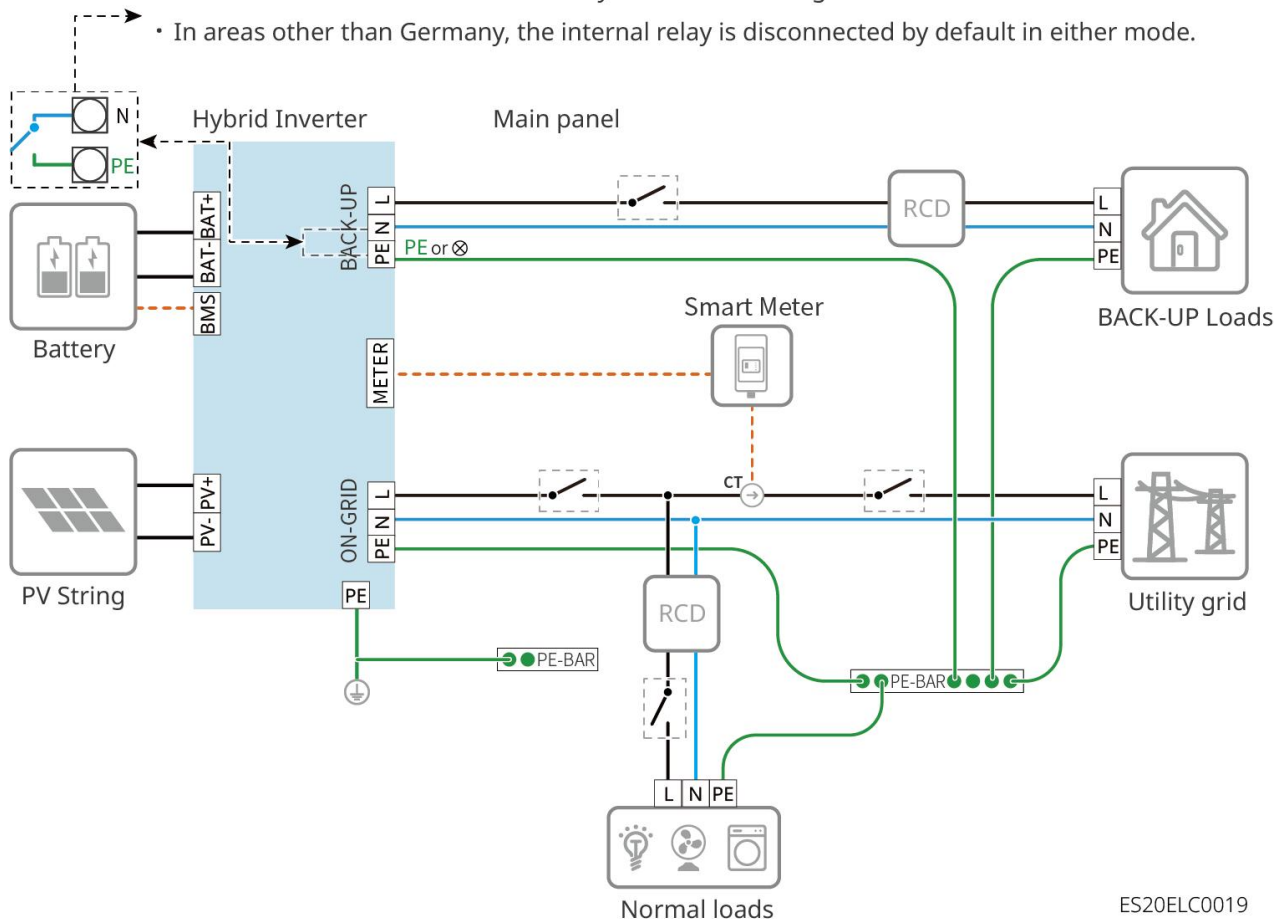 • In areas other than Germany, the internal relay is disconnected by default in either mode.
N
PE
Hybrid Inverter
Main panel
BAT+
BAT-
BMS
Battery
BACK-UP
L
N
PE
PE or ⊗
RCD
L
N
PE
BACK-UP Loads
Smart Meter
METER
CT
PV+
PV-
PV String
ON-GRID
L
N
PE
L
N
PE
Utility grid
PE
RCD
PE-BAR
PE-BAR
L N PE
Normal loads
ES20ELC0019